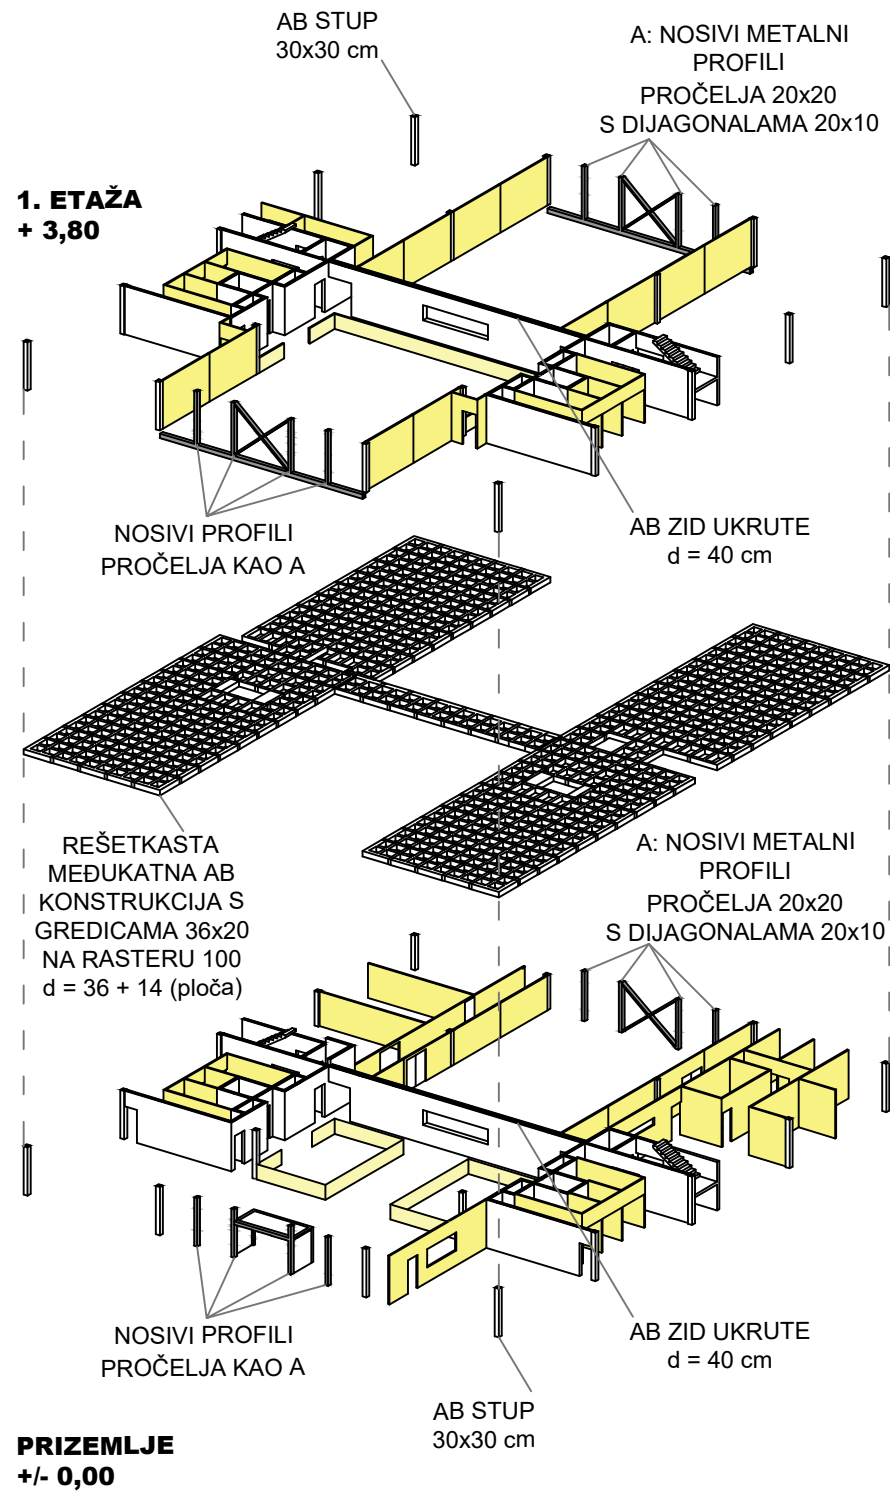 AB STUP
30x30 cm
A: NOSIVI METALNI
PROFILI
PROČELJA 20x20
S DIJAGONALAMA 20x10
1. ETAŽA
+ 3,80
NOSIVI PROFILI
PROČELJA KAO A
AB ZID UKRUTE
d = 40 cm
REŠETKASTA
MEĐUKATNA AB
KONSTRUKCIJA S
GREDICAMA 36x20
NA RASTERU 100
d = 36 + 14 (ploča)
A: NOSIVI METALNI
PROFILI
PROČELJA 20x20
S DIJAGONALAMA 20x10
NOSIVI PROFILI
PROČELJA KAO A
AB ZID UKRUTE
d = 40 cm
AB STUP
30x30 cm
PRIZEMLJE
+/- 0,00